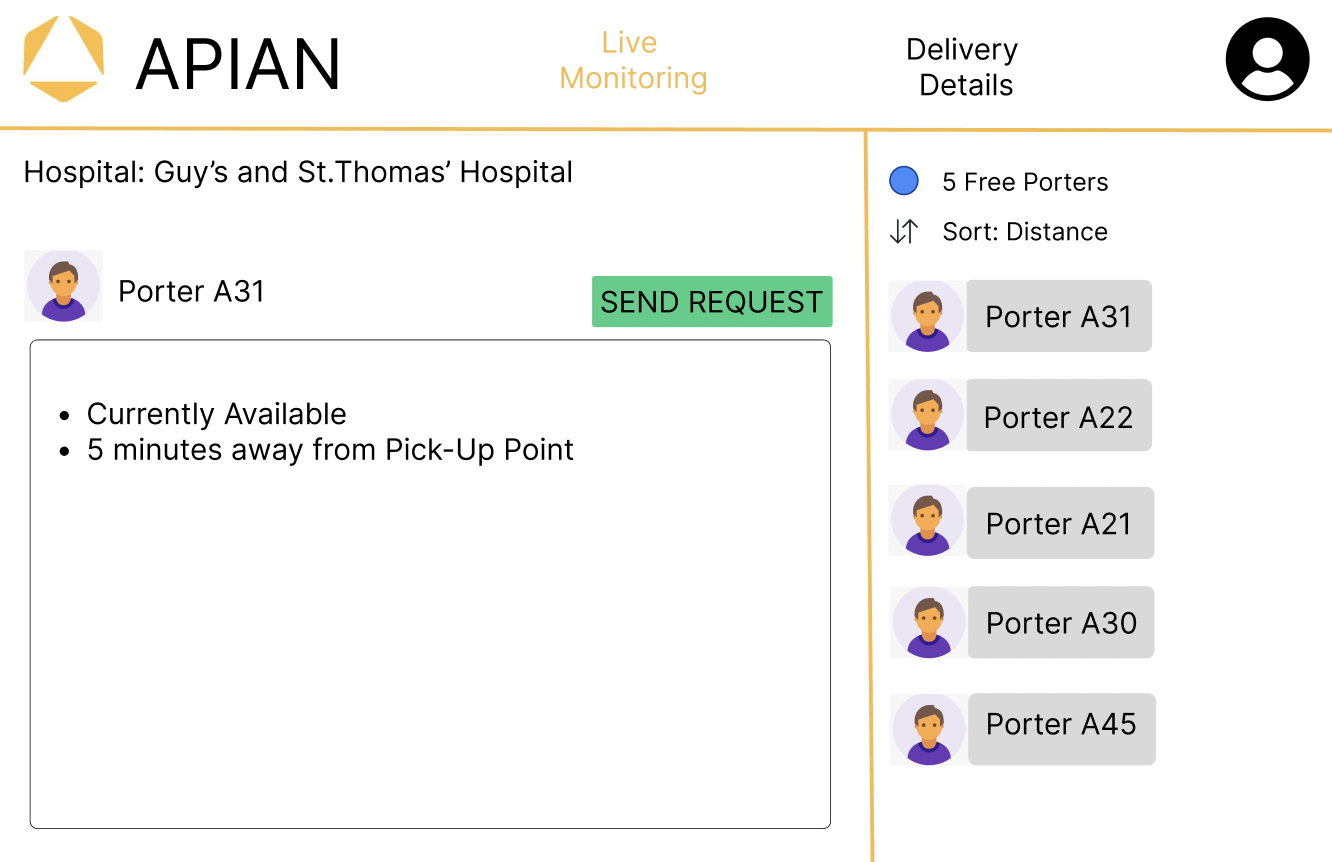 APIAN
Live
Monitoring
Delivery
Details
Hospital: Guy’s and St.Thomas’ Hospital
Porter A31
SEND REQUEST
• Currently Available
• 5 minutes away from Pick-Up Point
5 Free Porters
Sort: Distance
Porter A31
Porter A22
Porter A21
Porter A30
Porter A45